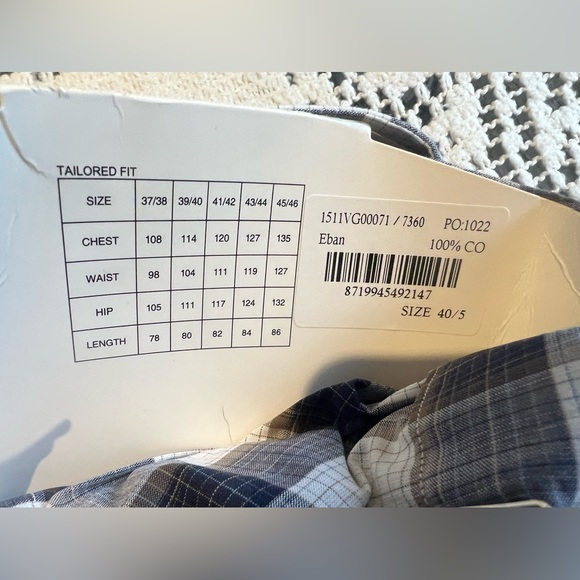 TAILORED FIT
SIZE 37/38 39/40 41/42 43/44 45/46
CHEST 108 114 120 127 135
WAIST 98 104 111 119 127
HIP 105 111 117 124 132
LENGTH 78 80 82 84 86
1511VG00071 / 7360 PO:1022
Eban 100% CO
8719945492147
SIZE 40/5